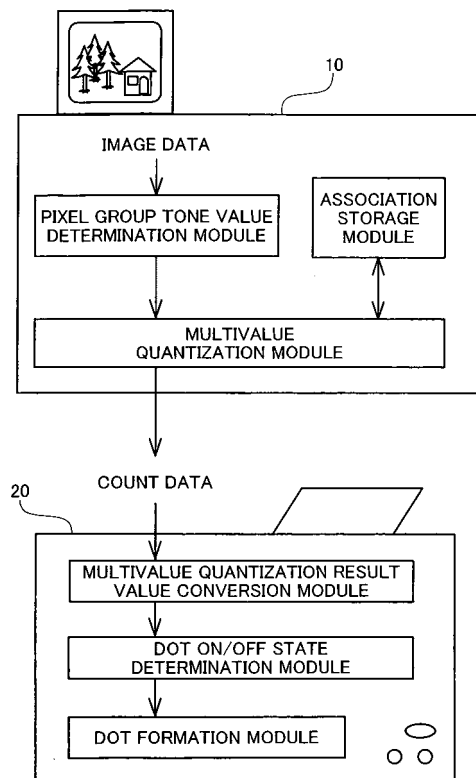 10
IMAGE DATA
PIXEL GROUP TONE VALUE
DETERMINATION MODULE
ASSOCIATION
STORAGE
MODULE
MULTIVALUE
QUANTIZATION MODULE
COUNT DATA
20
MULTIVALUE QUANTIZATION RESULT
VALUE CONVERSION MODULE
DOT ON/OFF STATE
DETERMINATION MODULE
DOT FORMATION MODULE